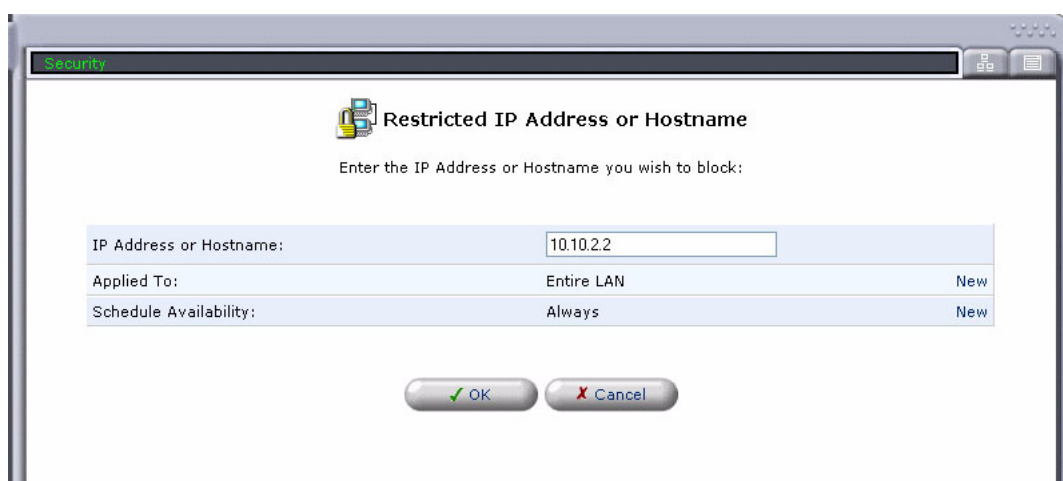 Security
Restricted IP Address or Hostname
Enter the IP Address or Hostname you wish to block:
IP Address or Hostname: 10.10.2.2
Applied To: Entire LAN New
Schedule Availability: Always New
OK Cancel